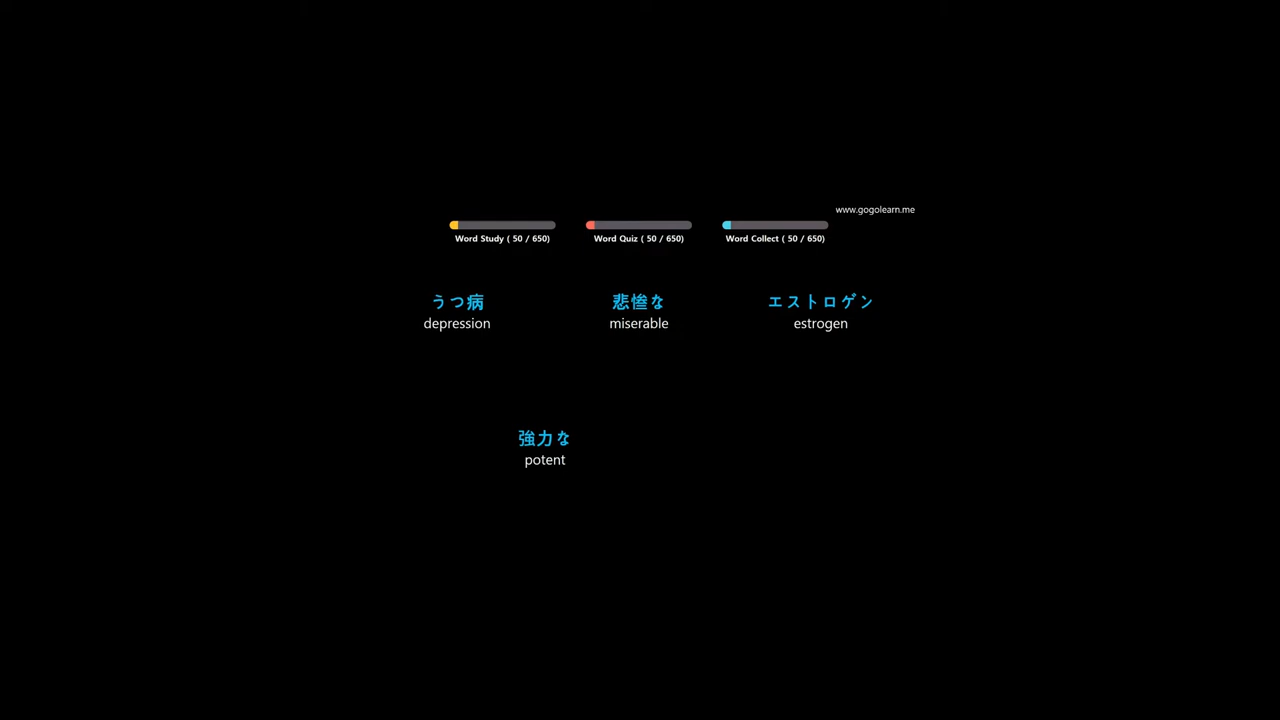 www.gogolearn.me
Word Study ( 50 / 650)
Word Quiz ( 50 / 650)
Word Collect ( 50 / 650)
うつ病
depression
悲惨な
miserable
エストロゲン
estrogen
強力な
potent